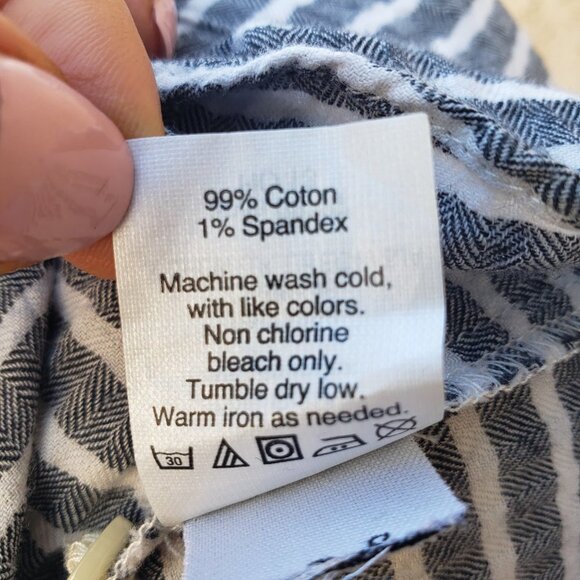 99% Coton
1% Spandex
Machine wash cold,
with like colors.
Non chlorine
bleach only.
Tumble dry low.
Warm iron as needed.
30